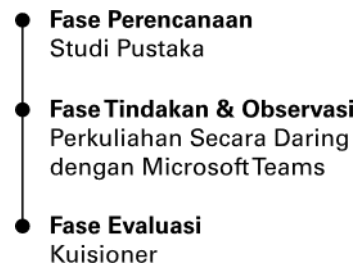 Fase Perencanaan
Studi Pustaka
Fase Tindakan & Observasi
Perkuliahan Secara Daring
dengan Microsoft Teams
Fase Evaluasi
Kuisioner